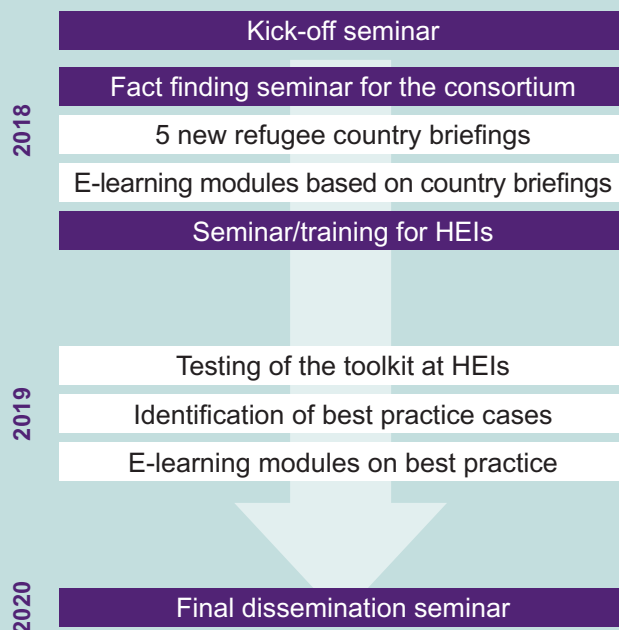 Kick-off seminar
2018
Fact finding seminar for the consortium
5 new refugee country briefings
E-learning modules based on country briefings
Seminar/training for HEIs
2019
Testing of the toolkit at HEIs
Identification of best practice cases
E-learning modules on best practice
2020
Final dissemination seminar